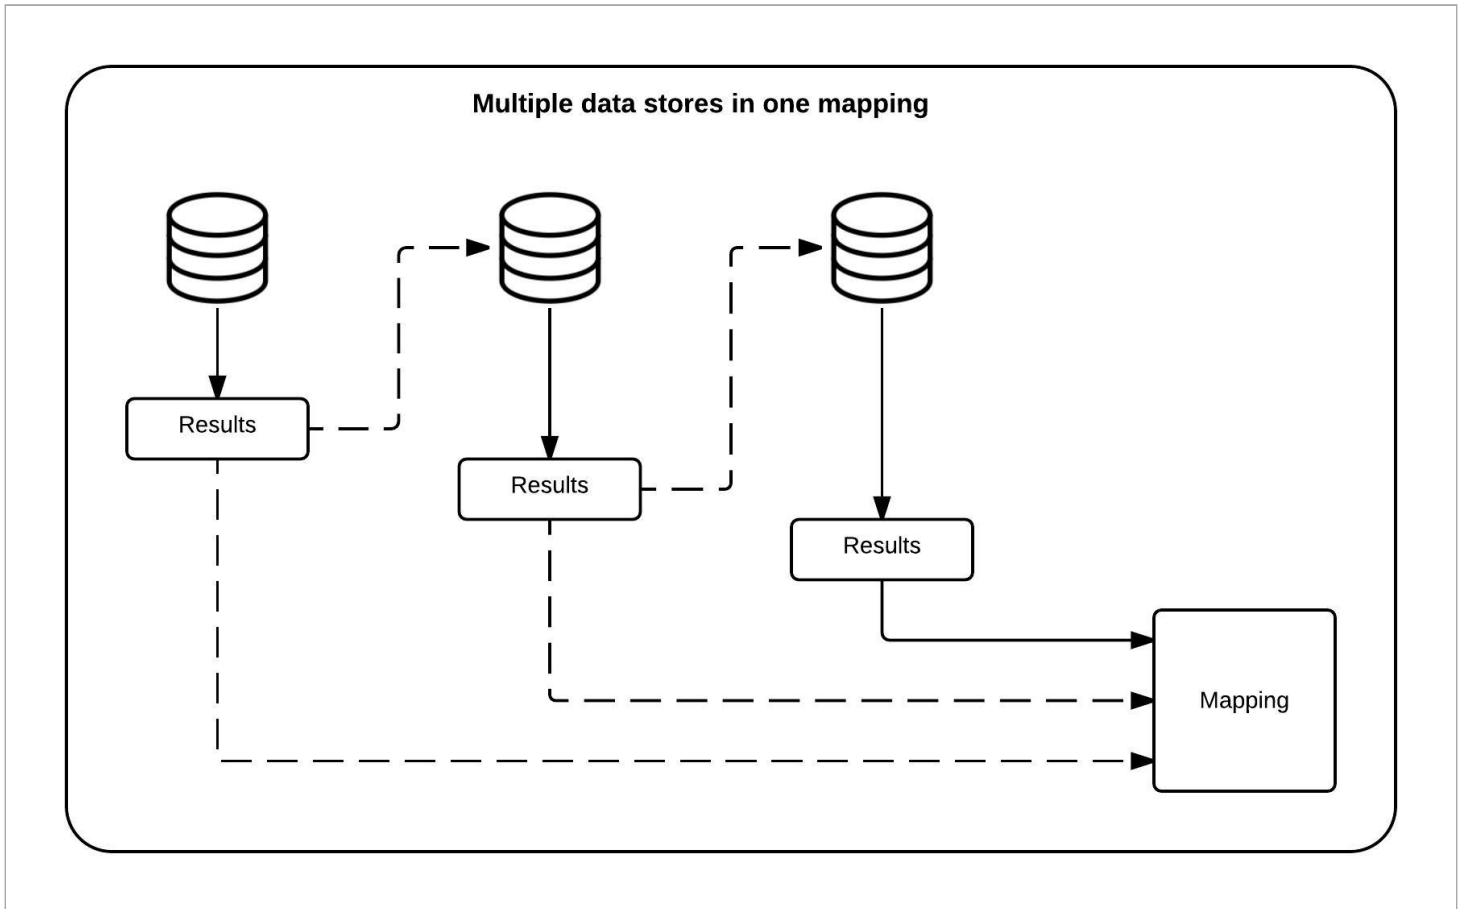 Multiple data stores in one mapping
Results
Results
Results
Mapping